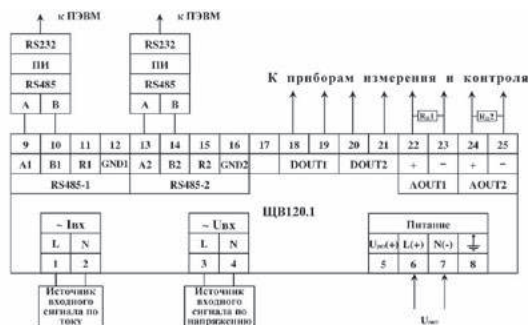 к ПЭВМ к ПЭВМ
RS232 RS232
ПИ ПИ
RS485 RS485
К приборам измерения и контроля
A B A B
Rн1 Rн2
9 10 11 12 13 14 15 16 17 18 19 20 21 22 23 24 25
A1 B1 R1 GND1 A2 B2 R2 GND2 DOUT1 DOUT2 + − + −
RS485-1 RS485-2 AOUT1 AOUT2
ЩВ120.1
~ Iвх ~ Uвх Питание
L N L N L(+) N(-)
1 2 3 4 5 6 7 8
Источник входного сигнала по току
Источник входного сигнала по напряжению
Uпит